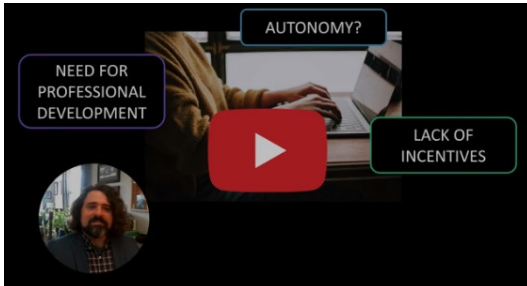 AUTONOMY?
NEED FOR
PROFESSIONAL
DEVELOPMENT
LACK OF
INCENTIVES